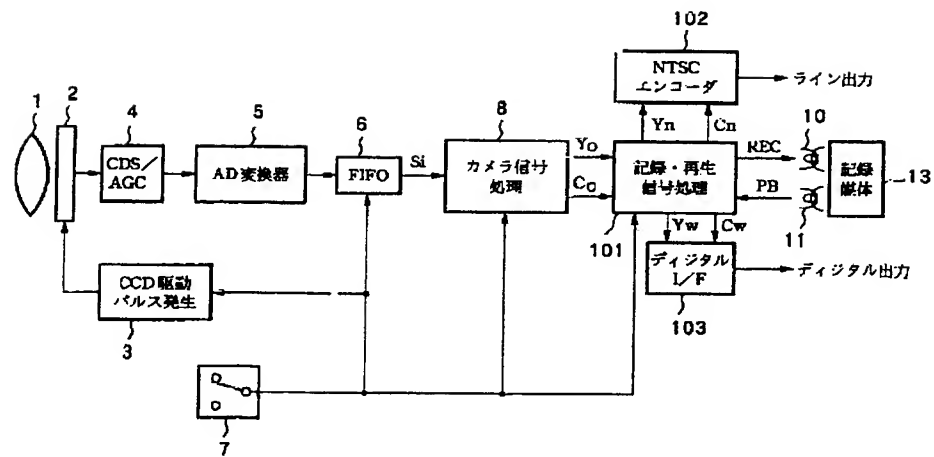 102
NTSC
エンコーダ
ライン出力
1
2
4
5
6
8
10
CDS／
AGC
AD変換器
FIFO
Si
カメラ信号
処理
Yo
Co
Yn
Cn
記録・再生
信号処理
101
REC
PB
11
記録
媒体
13
Yw
Cw
ディジタル
I／F
103
ディジタル出力
CCD駆動
パルス発生
3
7